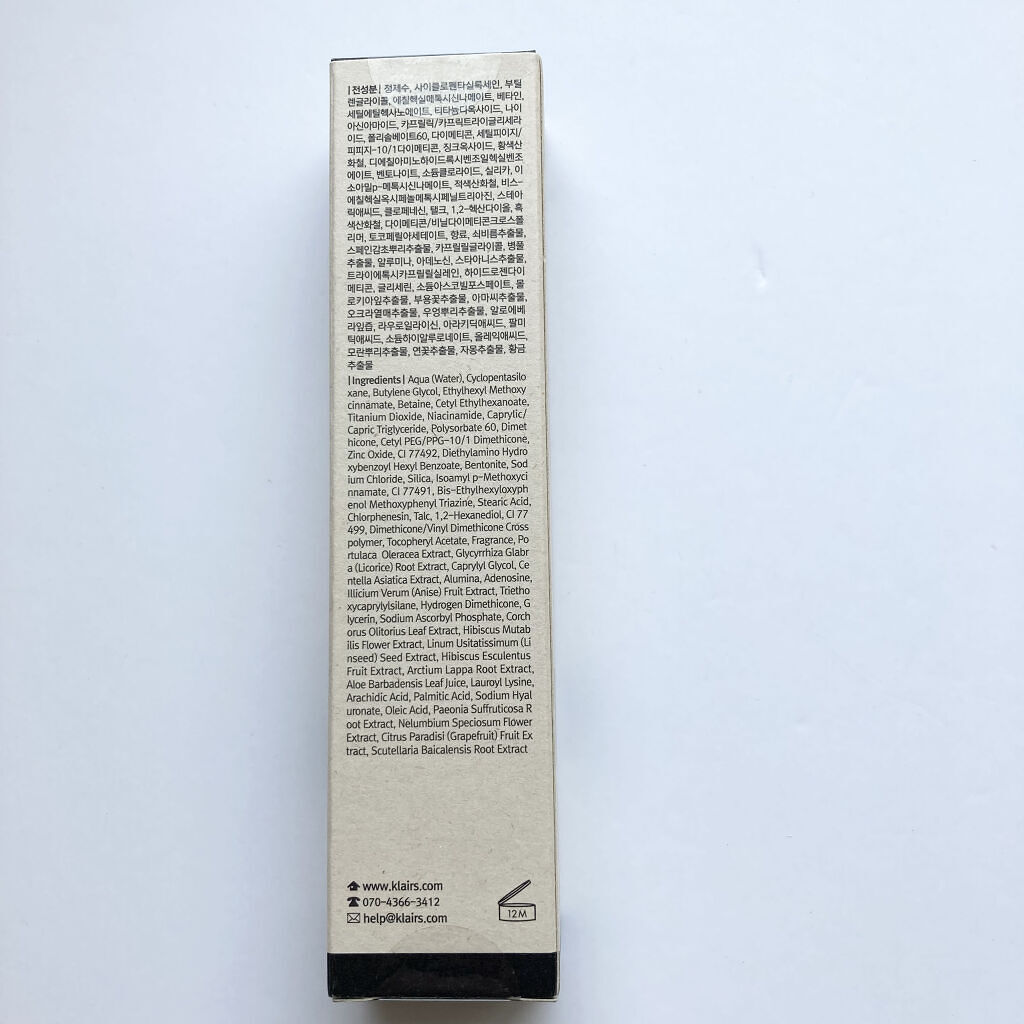 |전성분| 정제수, 사이클로펜타실록세인, 부틸
렌글라이콜, 에칠헥실메톡시신나메이트, 베타인,
세틸에틸헥사노에이트, 티타늄디옥사이드, 나이
아신아마이드, 카프릴릭/카프릭트라이글리세라
이드, 폴리솔베이트60, 다이메티콘, 세틸피이지/
피피지-10/1다이메티콘, 징크옥사이드, 황색산
화철, 디에칠아미노하이드록시벤조일헥실벤조
에이트, 벤토나이트, 소듐클로라이드, 실리카, 이
소아밀p-메톡시신나메이트, 적색산화철, 비스-
에칠헥실옥시페놀메톡시페닐트리아진, 스테아
릭애씨드, 클로페네신, 탤크, 1,2-헥산다이올, 흑
색산화철, 다이메티콘/비닐다이메티콘크로스폴
리머, 토코페릴아세테이트, 향료, 쇠비름추출물,
스페인감초뿌리추출물, 카프릴릴글라이콜, 병풀
추출물, 알루미나, 아데노신, 스타아니스추출물,
트라이에톡시카프릴릴실레인, 하이드로젠다이
메티콘, 글리세린, 소듐아스코빌포스페이트, 몰
로키아잎추출물, 부용꽃추출물, 아마씨추출물,
오크라열매추출물, 우엉뿌리추출물, 알로에베
라잎즙, 라우로일라이신, 아라키딕애씨드, 팔미
틱애씨드, 소듐하이알루로네이트, 올레익애씨드,
모란뿌리추출물, 연꽃추출물, 자몽추출물, 황금
추출물
|Ingredients| Aqua (Water), Cyclopentasilo
xane, Butylene Glycol, Ethylhexyl Methoxy
cinnamate, Betaine, Cetyl Ethylhexanoate,
Titanium Dioxide, Niacinamide, Caprylic/
Capric Triglyceride, Polysorbate 60, Dimet
hicone, Cetyl PEG/PPG-10/1 Dimethicone,
Zinc Oxide, CI 77492, Diethylamino Hydro
xybenzoyl Hexyl Benzoate, Bentonite, Sod
ium Chloride, Silica, Isoamyl p-Methoxyci
nnamate, CI 77491, Bis-Ethylhexyloxyph
enol Methoxyphenyl Triazine, Stearic Acid,
Chlorphenesin, Talc, 1,2-Hexanediol, CI 77
499, Dimethicone/Vinyl Dimethicone Cross
polymer, Tocopheryl Acetate, Fragrance, Po
rtulaca Oleracea Extract, Glycyrrhiza Glabr
a (Licorice) Root Extract, Caprylyl Glycol, Ce
ntella Asiatica Extract, Alumina, Adenosine,
Illicium Verum (Anise) Fruit Extract, Trietho
xycaprylylsilane, Hydrogen Dimethicone, G
lycerin, Sodium Ascorbyl Phosphate, Corch
orus Olitorius Leaf Extract, Hibiscus Mutab
ilis Flower Extract, Linum Usitatissimum (Li
nseed) Seed Extract, Hibiscus Esculentus
Fruit Extract, Arctium Lappa Root Extract,
Aloe Barbadensis Leaf Juice, Lauroyl Lysine,
Arachidic Acid, Palmitic Acid, Sodium Hyal
uronate, Oleic Acid, Paeonia Suffruticosa R
oot Extract, Nelumbium Speciosum Flower
Extract, Citrus Paradisi (Grapefruit) Fruit Ex
tract, Scutellaria Baicalensis Root Extract
www.klairs.com
070-4366-3412
help@klairs.com
12M